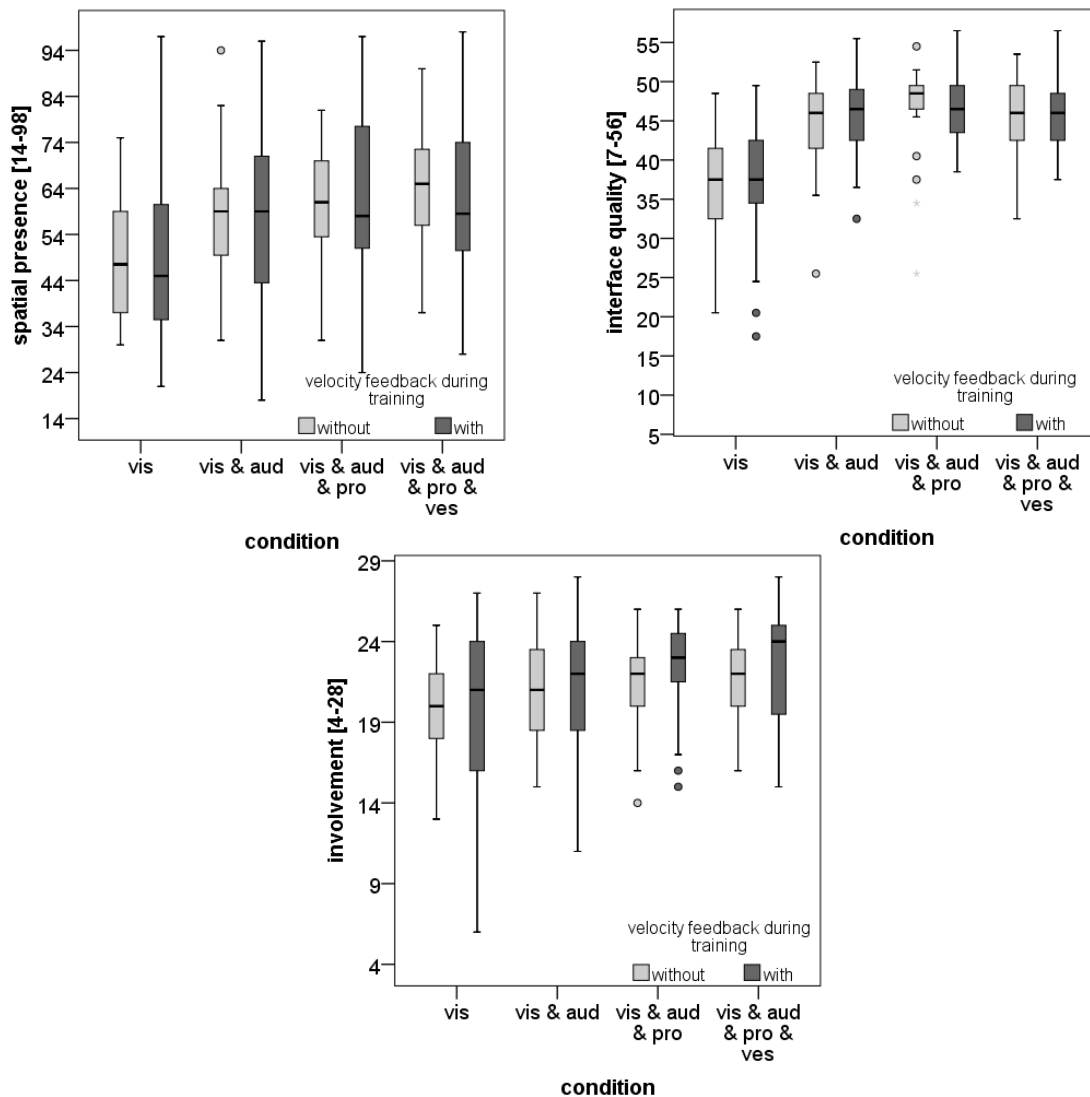 spatial presence [14-98]
94
84
74
64
54
44
34
24
14
velocity feedback during
training
without with
vis vis & aud vis & aud vis & aud
& pro & pro &
ves
condition
interface quality [7-56]
55
50
45
40
35
30
25
20
15
10
5
velocity feedback during
training
without with
vis vis & aud vis & aud vis & aud
& pro & pro &
ves
condition
involvement [4-28]
29
24
19
14
9
4
velocity feedback during
training
without with
vis vis & aud vis & aud vis & aud
& pro & pro &
ves
condition